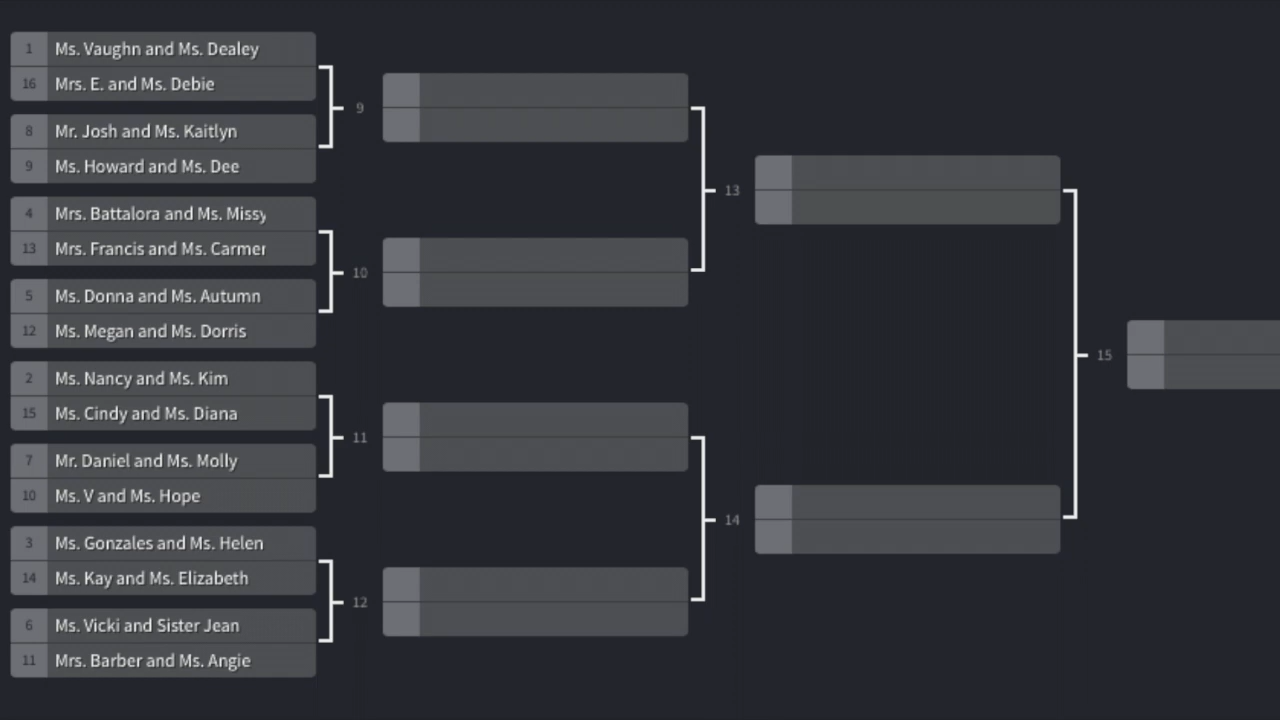 1 Ms. Vaughn and Ms. Dealey
16 Mrs. E. and Ms. Debie
8 Mr. Josh and Ms. Kaitlyn
9 Ms. Howard and Ms. Dee
4 Mrs. Battalora and Ms. Missy
13 Mrs. Francis and Ms. Carmer
5 Ms. Donna and Ms. Autumn
12 Ms. Megan and Ms. Dorris
2 Ms. Nancy and Ms. Kim
15 Ms. Cindy and Ms. Diana
7 Mr. Daniel and Ms. Molly
10 Ms. V and Ms. Hope
3 Ms. Gonzales and Ms. Helen
14 Ms. Kay and Ms. Elizabeth
6 Ms. Vicki and Sister Jean
11 Mrs. Barber and Ms. Angie
9
10
11
12
13
14
15